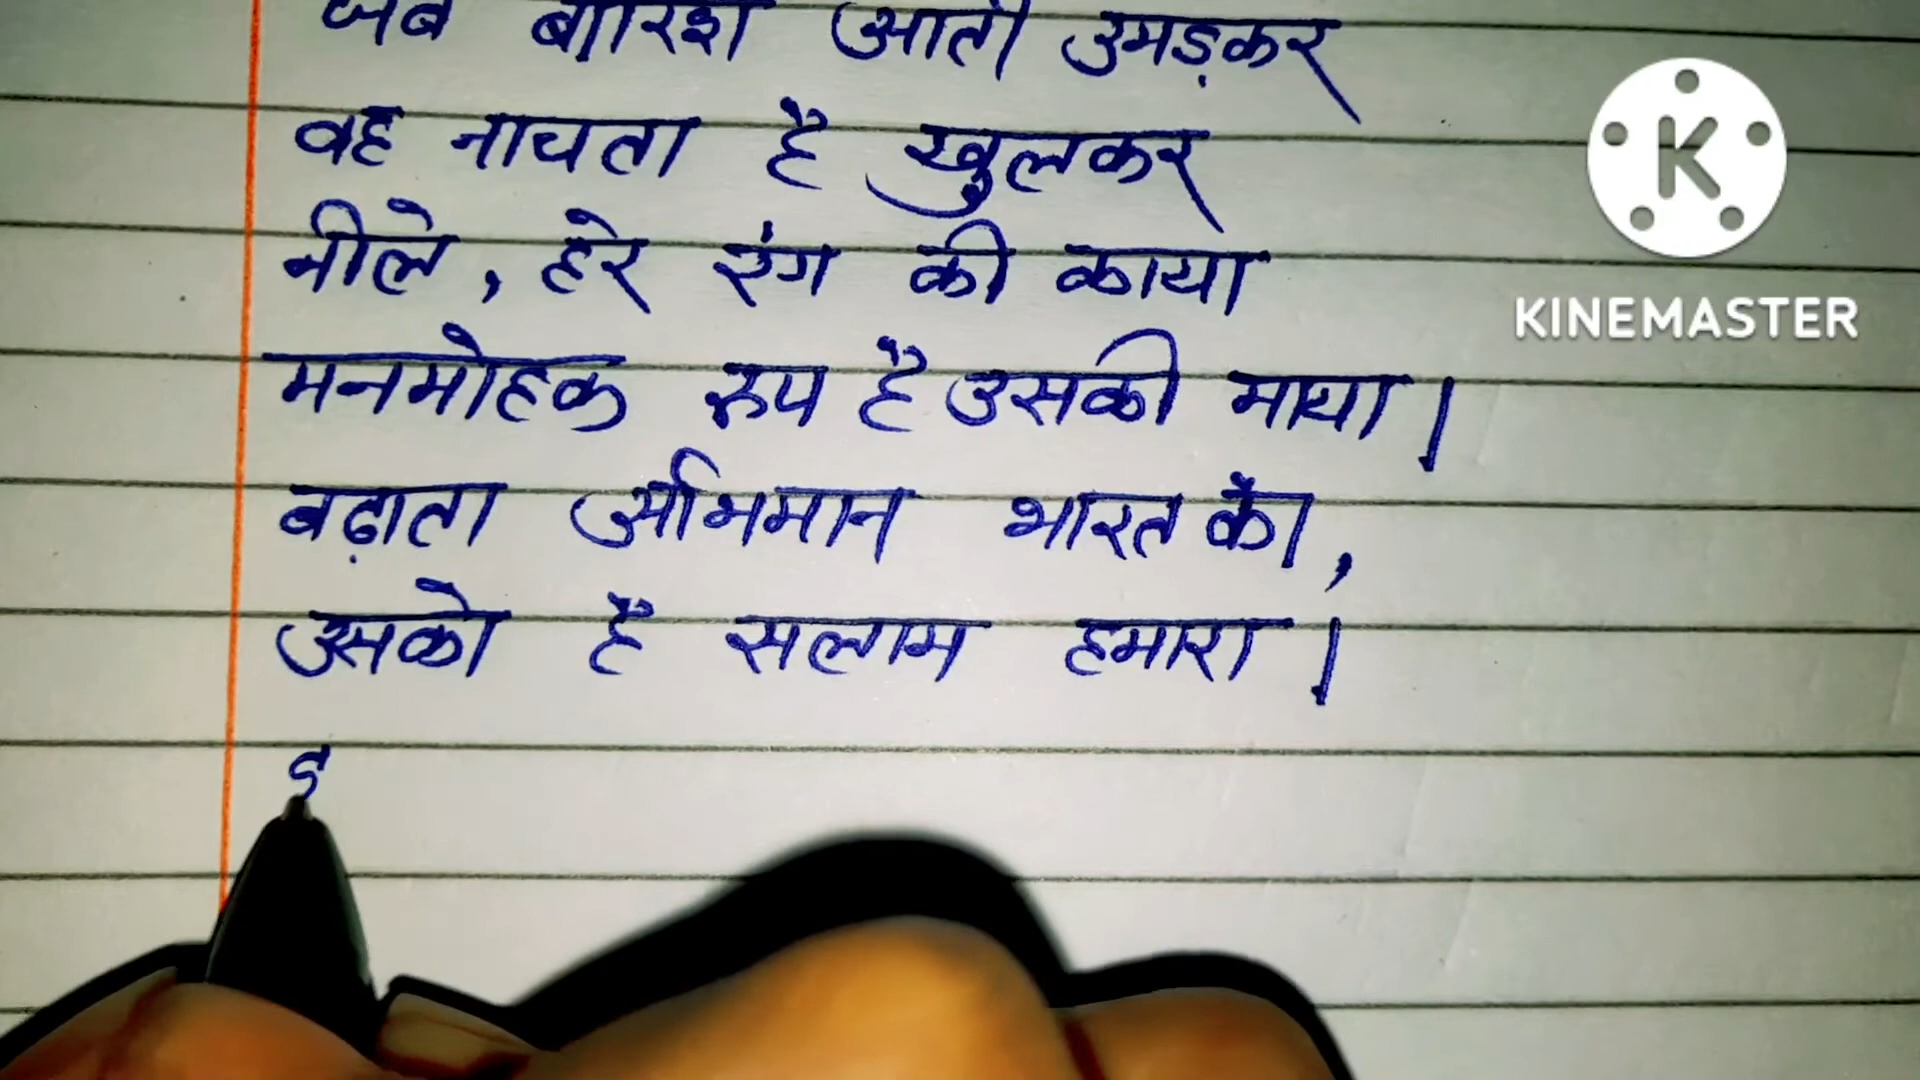 जब बारिश आती उमड़कर
वह नाचता है खुलकर
नीले, हरे रंग की काया
मनमोहक रूप है उसकी माया।
बढ़ाता अभिमान भारत का,
उसको है सलाम हमारा।
K
KINEMASTER